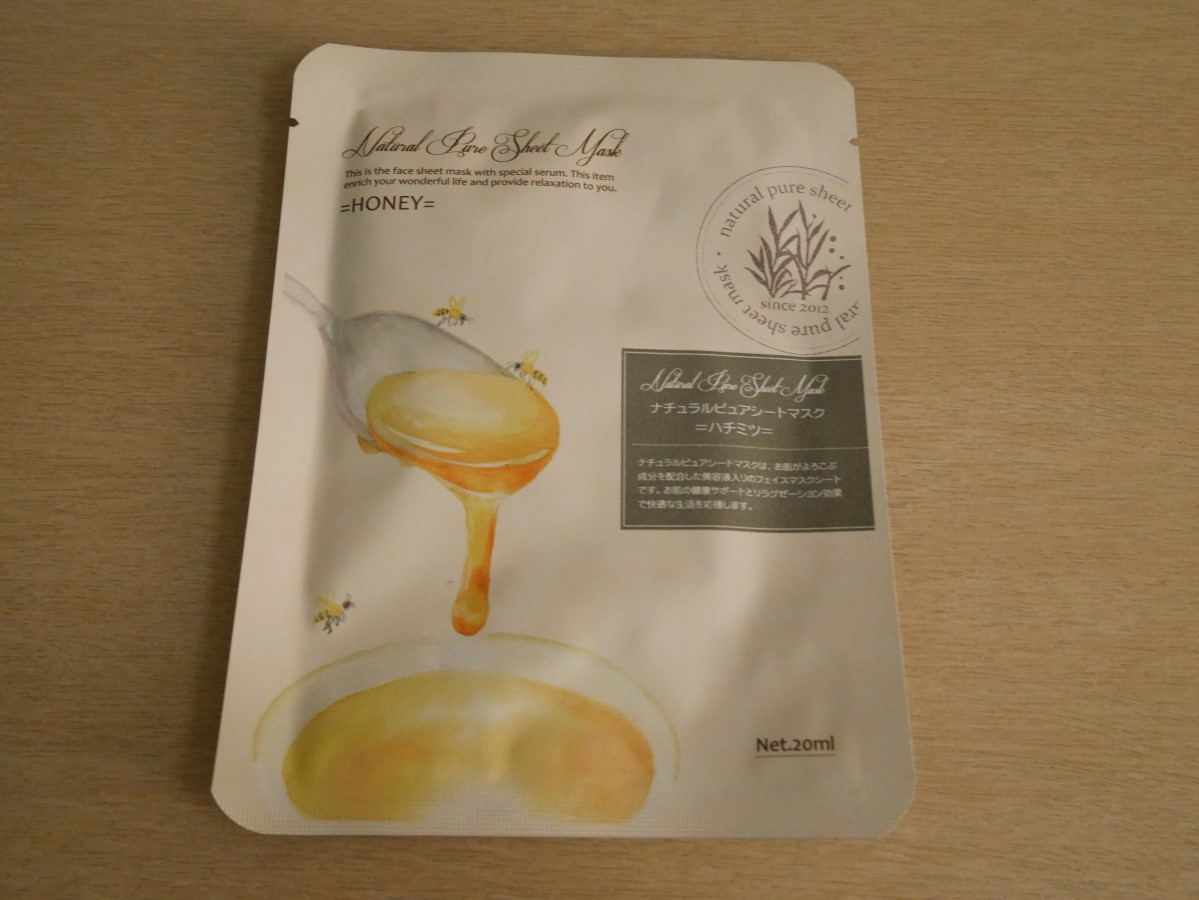 Natural Pure Sheet Mask
This is the face sheet mask with special serum. This item
enrich your wonderful life and provide relaxation to you.
=HONEY=
natural pure sheet
mask •
since 2012
ural pure sheet mask
Natural Pure Sheet Mask
ナチュラルピュアシートマスク
=ハチミツ=
ナチュラルピュアシートマスクは、お肌がよろこぶ
成分を配合した美容液入りのフェイスマスクシート
です。お肌の健康サポートとリラグゼーション効果
で快適な生活を応援します。
Net.20ml